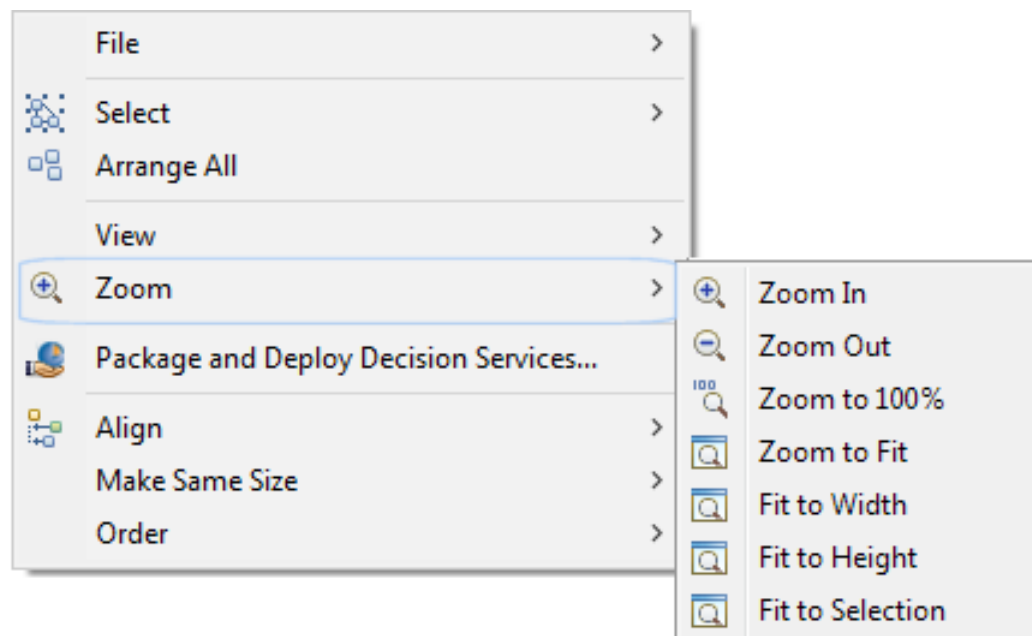 File
Select
Arrange All
View
Zoom
Package and Deploy Decision Services...
Align
Make Same Size
Order
Zoom In
Zoom Out
100
Zoom to 100%
Zoom to Fit
Fit to Width
Fit to Height
Fit to Selection